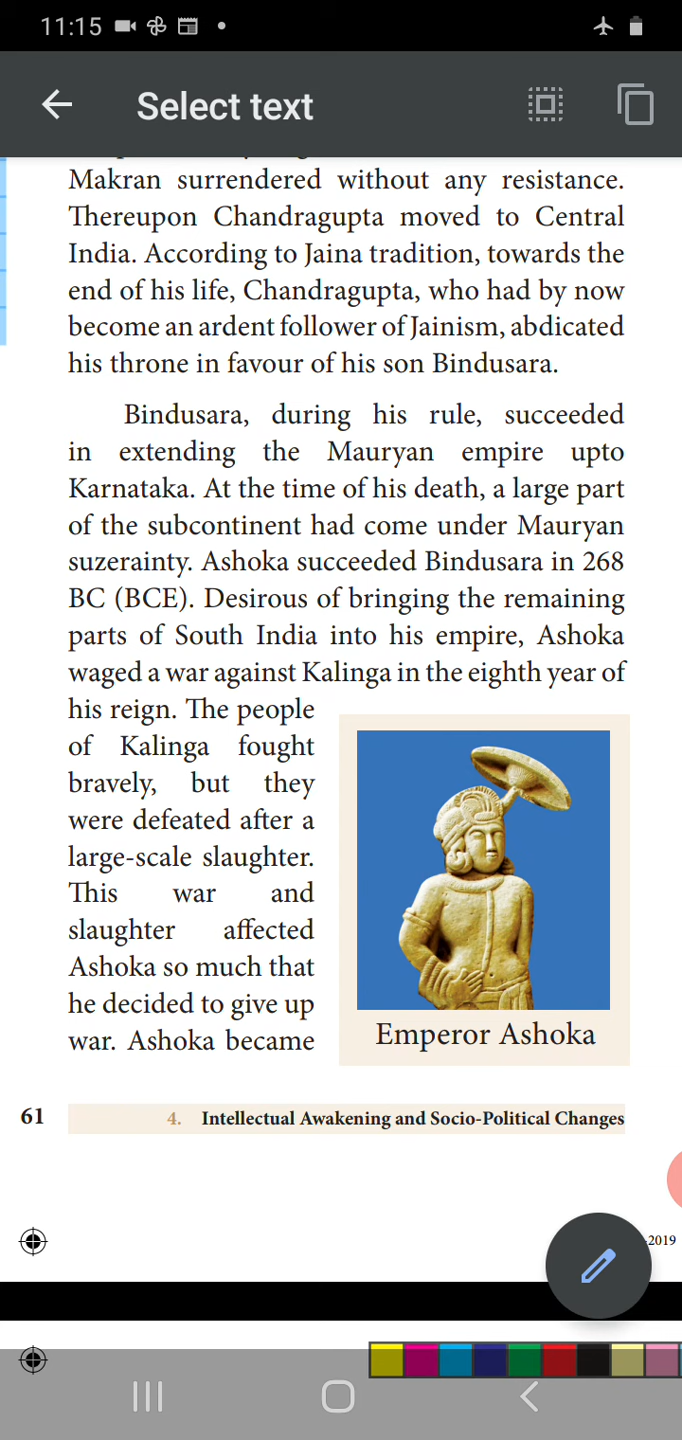 11:15
Select text
Makran surrendered without any resistance.
Thereupon Chandragupta moved to Central
India. According to Jaina tradition, towards the
end of his life, Chandragupta, who had by now
become an ardent follower of Jainism, abdicated
his throne in favour of his son Bindusara.
Bindusara, during his rule, succeeded
in extending the Mauryan empire upto
Karnataka. At the time of his death, a large part
of the subcontinent had come under Mauryan
suzerainty. Ashoka succeeded Bindusara in 268
BC (BCE). Desirous of bringing the remaining
parts of South India into his empire, Ashoka
waged a war against Kalinga in the eighth year of
his reign. The people
of Kalinga fought
bravely, but they
were defeated after a
large-scale slaughter.
This war and
slaughter affected
Ashoka so much that
he decided to give up
war. Ashoka became
Emperor Ashoka
61
4. Intellectual Awakening and Socio-Political Changes
-2019